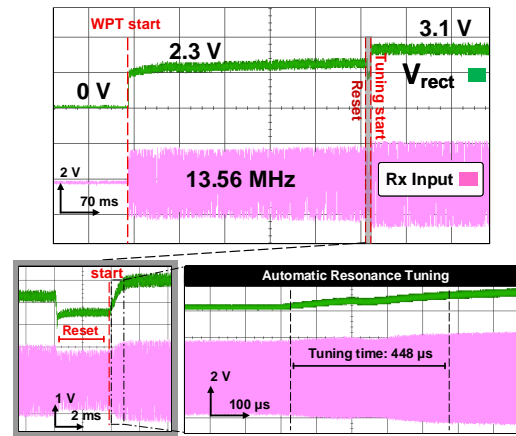 WPT start
3.1 V
2.3 V
0 V
Vrect
Reset
Tuning start
2 V
70 ms
13.56 MHz
Rx Input
start
Automatic Resonance Tuning
Reset
Tuning time: 448 µs
1 V
2 ms
2 V
100 µs